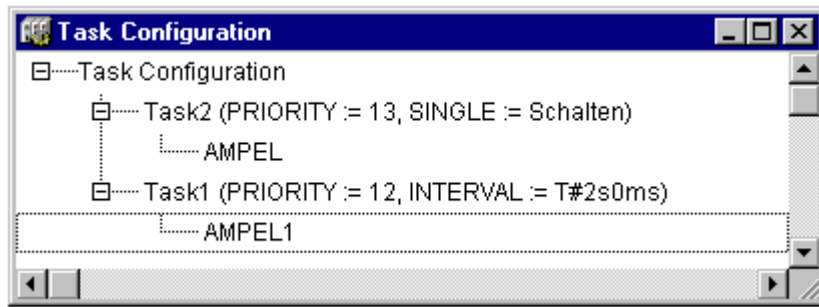 Task Configuration
Task Configuration
Task2 (PRIORITY := 13, SINGLE := Schalten)
AMPEL
Task1 (PRIORITY := 12, INTERVAL := T#2s0ms)
AMPEL1